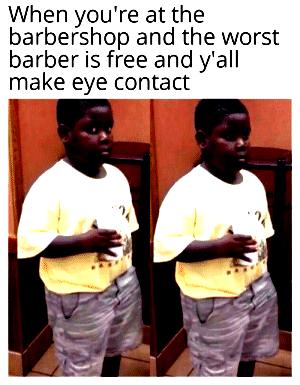 When you're at the
barbershop and the worst
barber is free and y'all
make eye contact